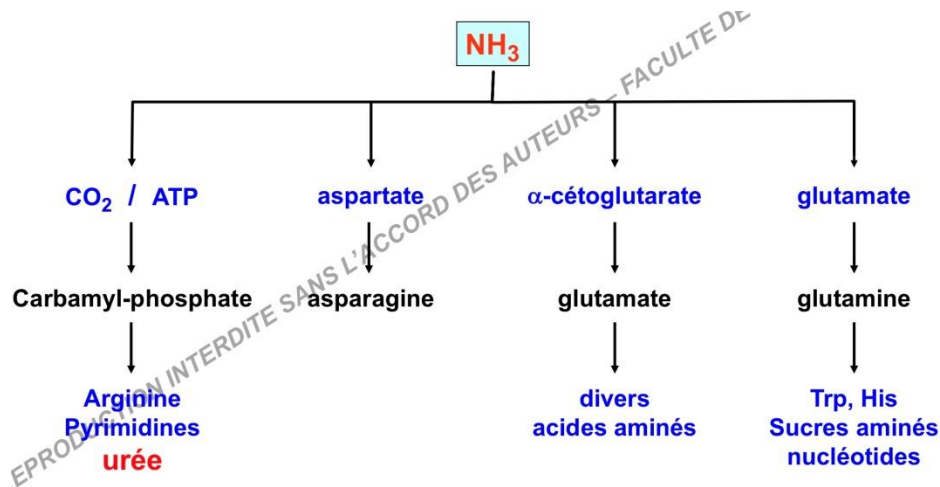 NH3
CO2 / ATP
aspartate
α-cétoglutarate
glutamate
Carbamyl-phosphate
asparagine
glutamate
glutamine
Arginine
Pyrimidines
urée
divers
acides aminés
Trp, His
Sucres aminés
nucléotides
EPRODUCTION INTERDITE SANS L'ACCORD DES AUTEURS – FACULTE DE